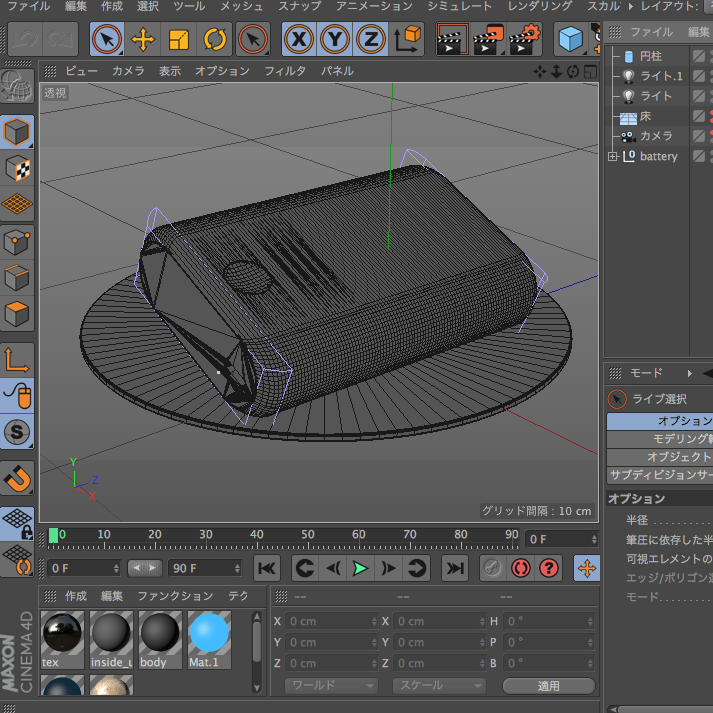 ファイル 編集 作成 選択 ツール メッシュ スナップ アニメーション シミュレート レンダリング スカル レイアウト:
ファイル 編集
ビュー カメラ 表示 オプション フィルタ パネル
透視
円柱
ライト.1
ライト
床
カメラ
battery
X Y Z
Y
Z
X
グリッド間隔 : 10 cm
モード
ライブ選択
オプション
モデリング
オブジェクト
サブディビジョンサー
オプション
半径
筆圧に依存した半
可視エレメントの
エッジ/ポリゴン
モード
S
0 10 20 30 40 50 60 70 80 90
0 F
0 F
90 F
作成 編集 ファンクション テク
-- -- --
tex inside_u body Mat.1
X 0 cm X 0 cm H 0 °
Y 0 cm Y 0 cm P 0 °
Z 0 cm Z 0 cm B 0 °
ワールド スケール 適用
MAXON
CINEMA 4D